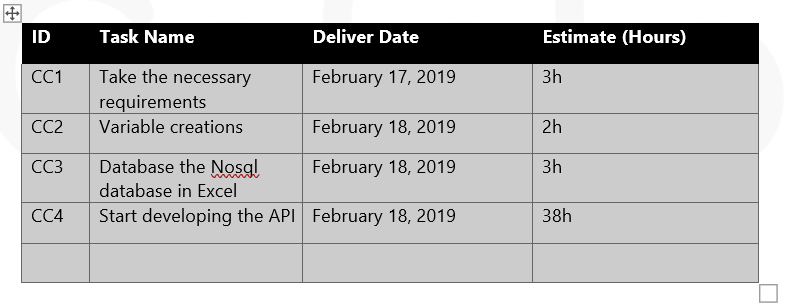 ID Task Name Deliver Date Estimate (Hours)
CC1 Take the necessary February 17, 2019 3h
requirements
CC2 Variable creations February 18, 2019 2h
CC3 Database the Nosql February 18, 2019 3h
database in Excel
CC4 Start developing the API February 18, 2019 38h